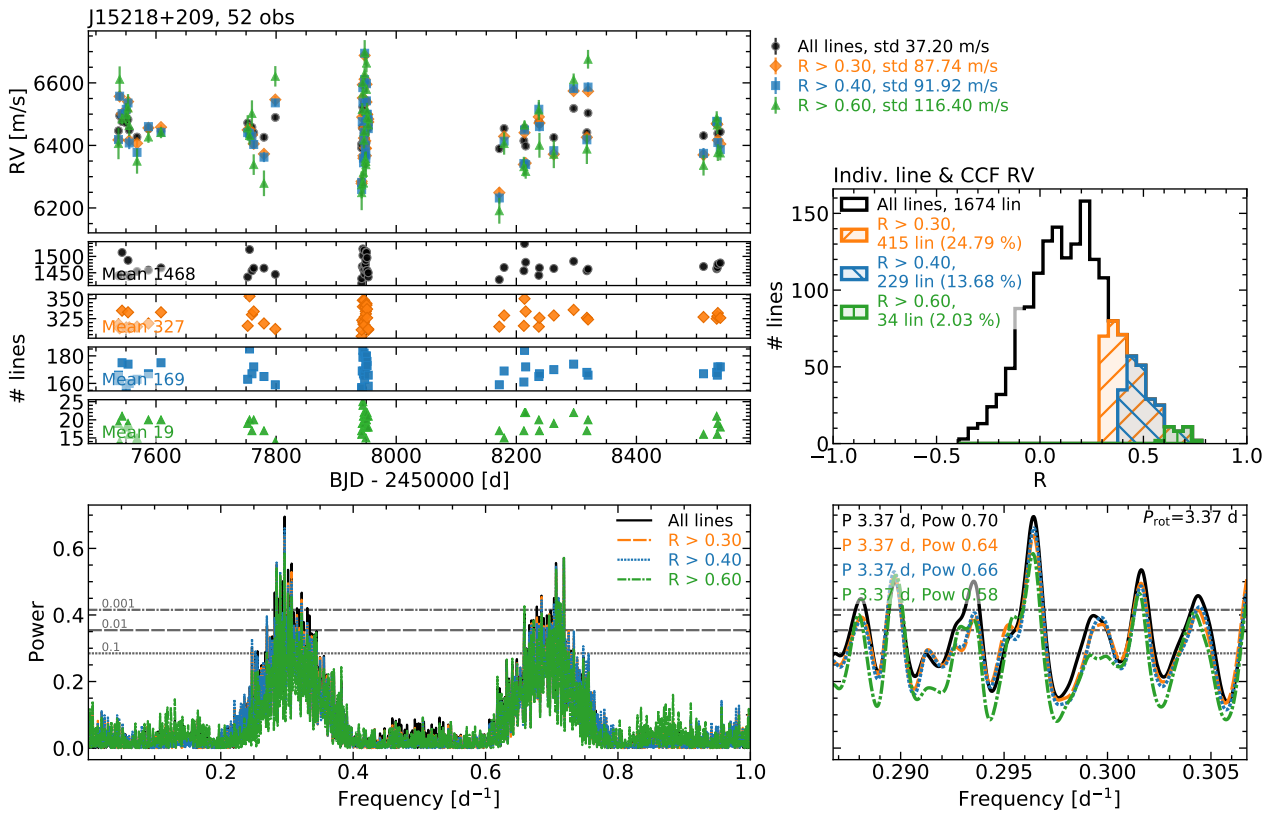 J15218+209, 52 obs
6600
6400
6200
RV [m/s]
All lines, std 37.20 m/s
R > 0.30, std 87.74 m/s
R > 0.40, std 91.92 m/s
R > 0.60, std 116.40 m/s
1500
1450
Mean 1468
350
325
Mean 327
180
160
Mean 169
25
20
15
Mean 19
# lines
7600
7800
8000
8200
8400
BJD - 2450000 [d]
Indiv. line & CCF RV
150
100
50
0
# lines
All lines, 1674 lin
R > 0.30,
415 lin (24.79 %)
R > 0.40,
229 lin (13.68 %)
R > 0.60,
34 lin (2.03 %)
−1.0
−0.5
0.0
0.5
1.0
R
0.6
0.4
0.2
0.0
Power
0.001
0.01
0.1
All lines
R > 0.30
R > 0.40
R > 0.60
0.2
0.4
0.6
0.8
1.0
Frequency [d⁻¹]
P 3.37 d, Pow 0.70
P 3.37 d, Pow 0.64
P 3.37 d, Pow 0.66
P 3.37 d, Pow 0.58
Prot=3.37 d
0.290
0.295
0.300
0.305
Frequency [d⁻¹]